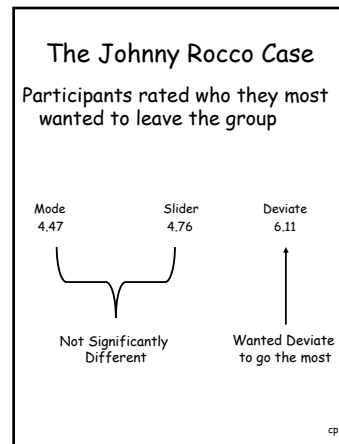 The Johnny Rocco Case
Participants rated who they most
wanted to leave the group
Mode Slider Deviate
4.47 4.76 6.11
Not Significantly
Different
Wanted Deviate
to go the most
cp